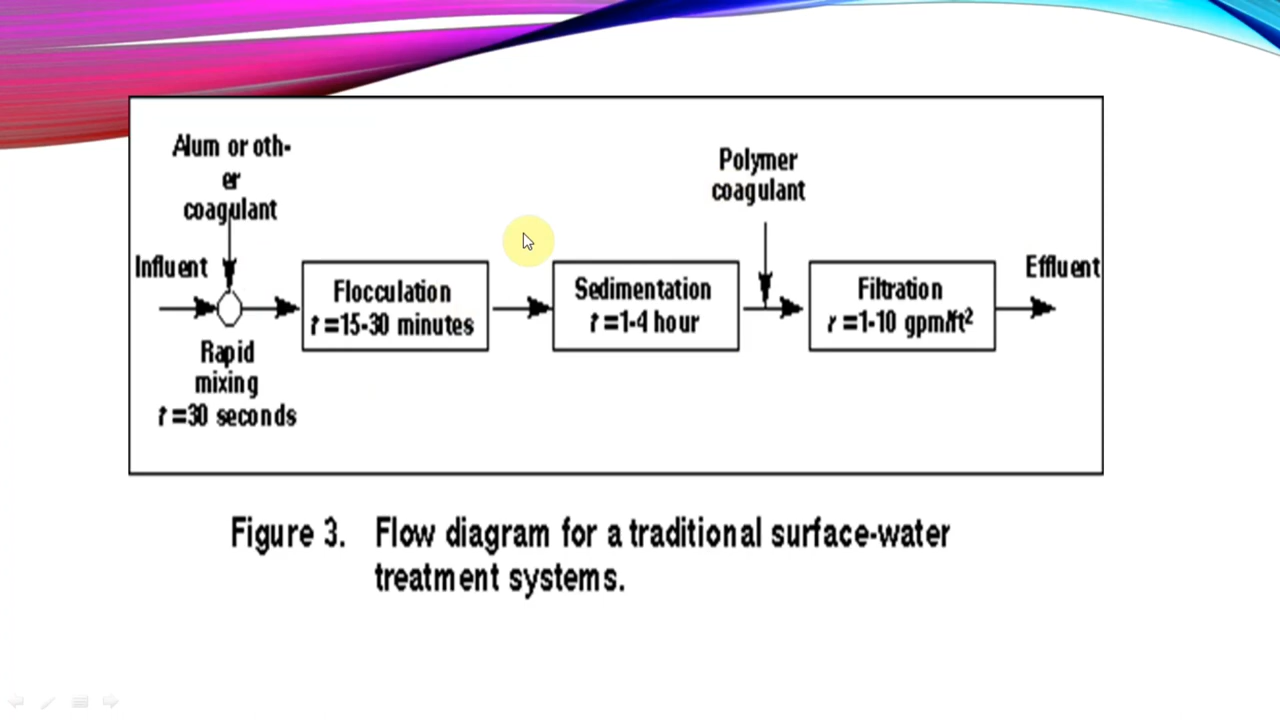 Alum or oth-
er
coagulant
Influent
Rapid
mixing
t =30 seconds
Flocculation
t =15-30 minutes
Sedimentation
t =1-4 hour
Polymer
coagulant
Filtration
r =1-10 gpm/ft²
Effluent
Figure 3. Flow diagram for a traditional surface-water
treatment systems.